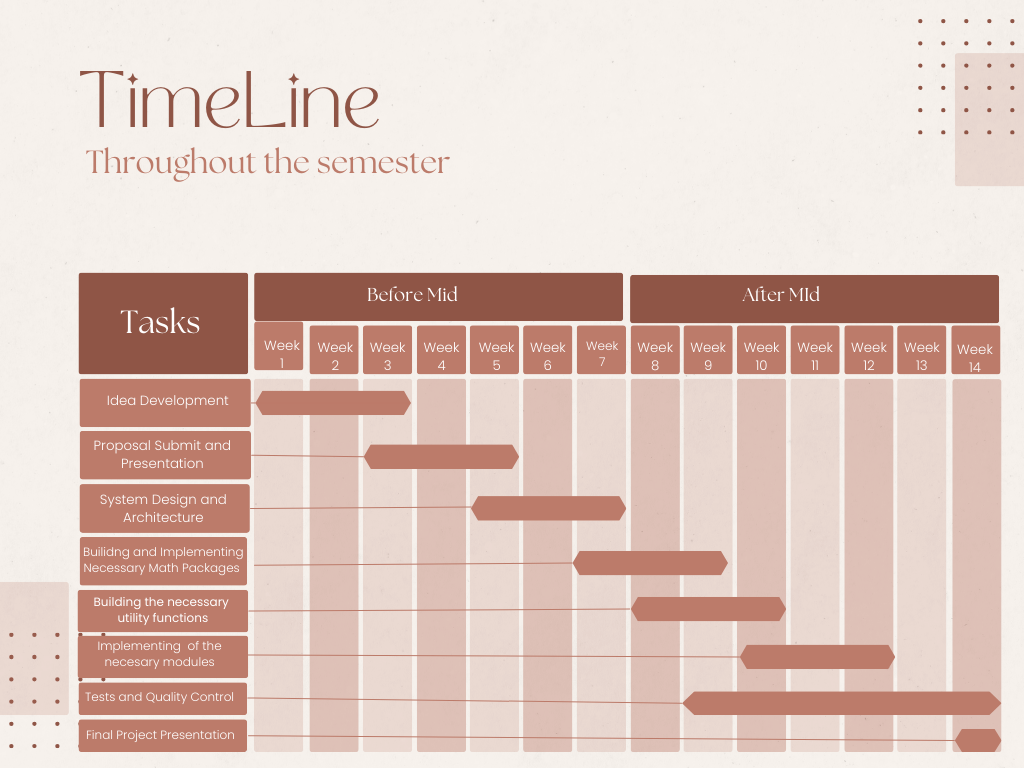 TimeLine
Throughout the semester
Tasks
Before Mid
After MId
Week
1
Week
2
Week
3
Week
4
Week
5
Week
6
Week
7
Week
8
Week
9
Week
10
Week
11
Week
12
Week
13
Week
14
Idea Development
Proposal Submit and
Presentation
System Design and
Architecture
Builidng and Implementing
Necessary Math Packages
Building the necessary
utility functions
Implementing of the
necesary modules
Tests and Quality Control
Final Project Presentation